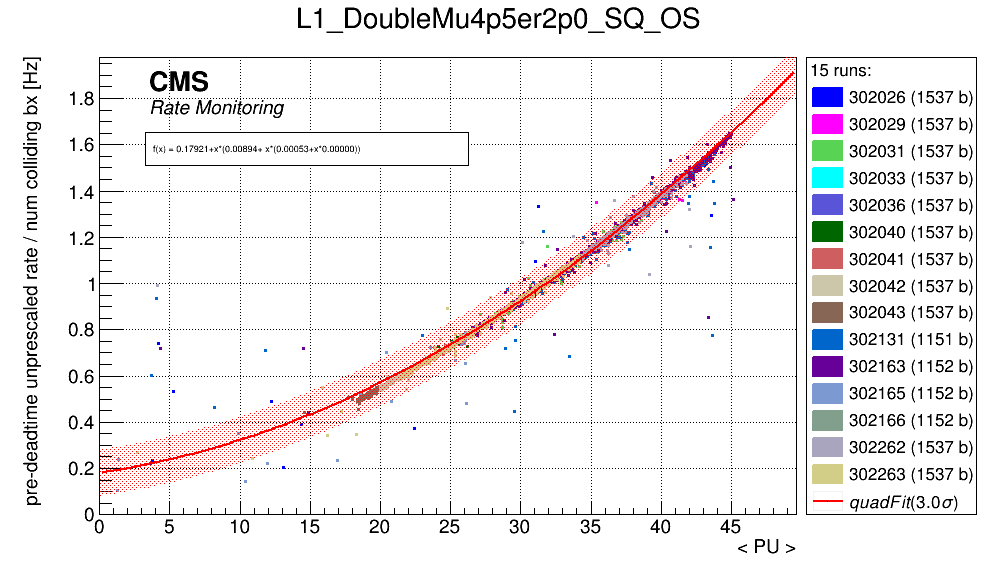 L1_DoubleMu4p5er2p0_SQ_OS
pre-deadtime unprescaled rate / num colliding bx [Hz]
CMS
Rate Monitoring
f(x) = 0.17921+x*(0.00894+ x*(0.00053+x*0.00000))
1.8
1.6
1.4
1.2
1
0.8
0.6
0.4
0.2
0
0 5 10 15 20 25 30 35 40 45
< PU >
15 runs:
302026 (1537 b)
302029 (1537 b)
302031 (1537 b)
302033 (1537 b)
302036 (1537 b)
302040 (1537 b)
302041 (1537 b)
302042 (1537 b)
302043 (1537 b)
302131 (1151 b)
302163 (1152 b)
302165 (1152 b)
302166 (1152 b)
302262 (1537 b)
302263 (1537 b)
quadFit(3.0σ)